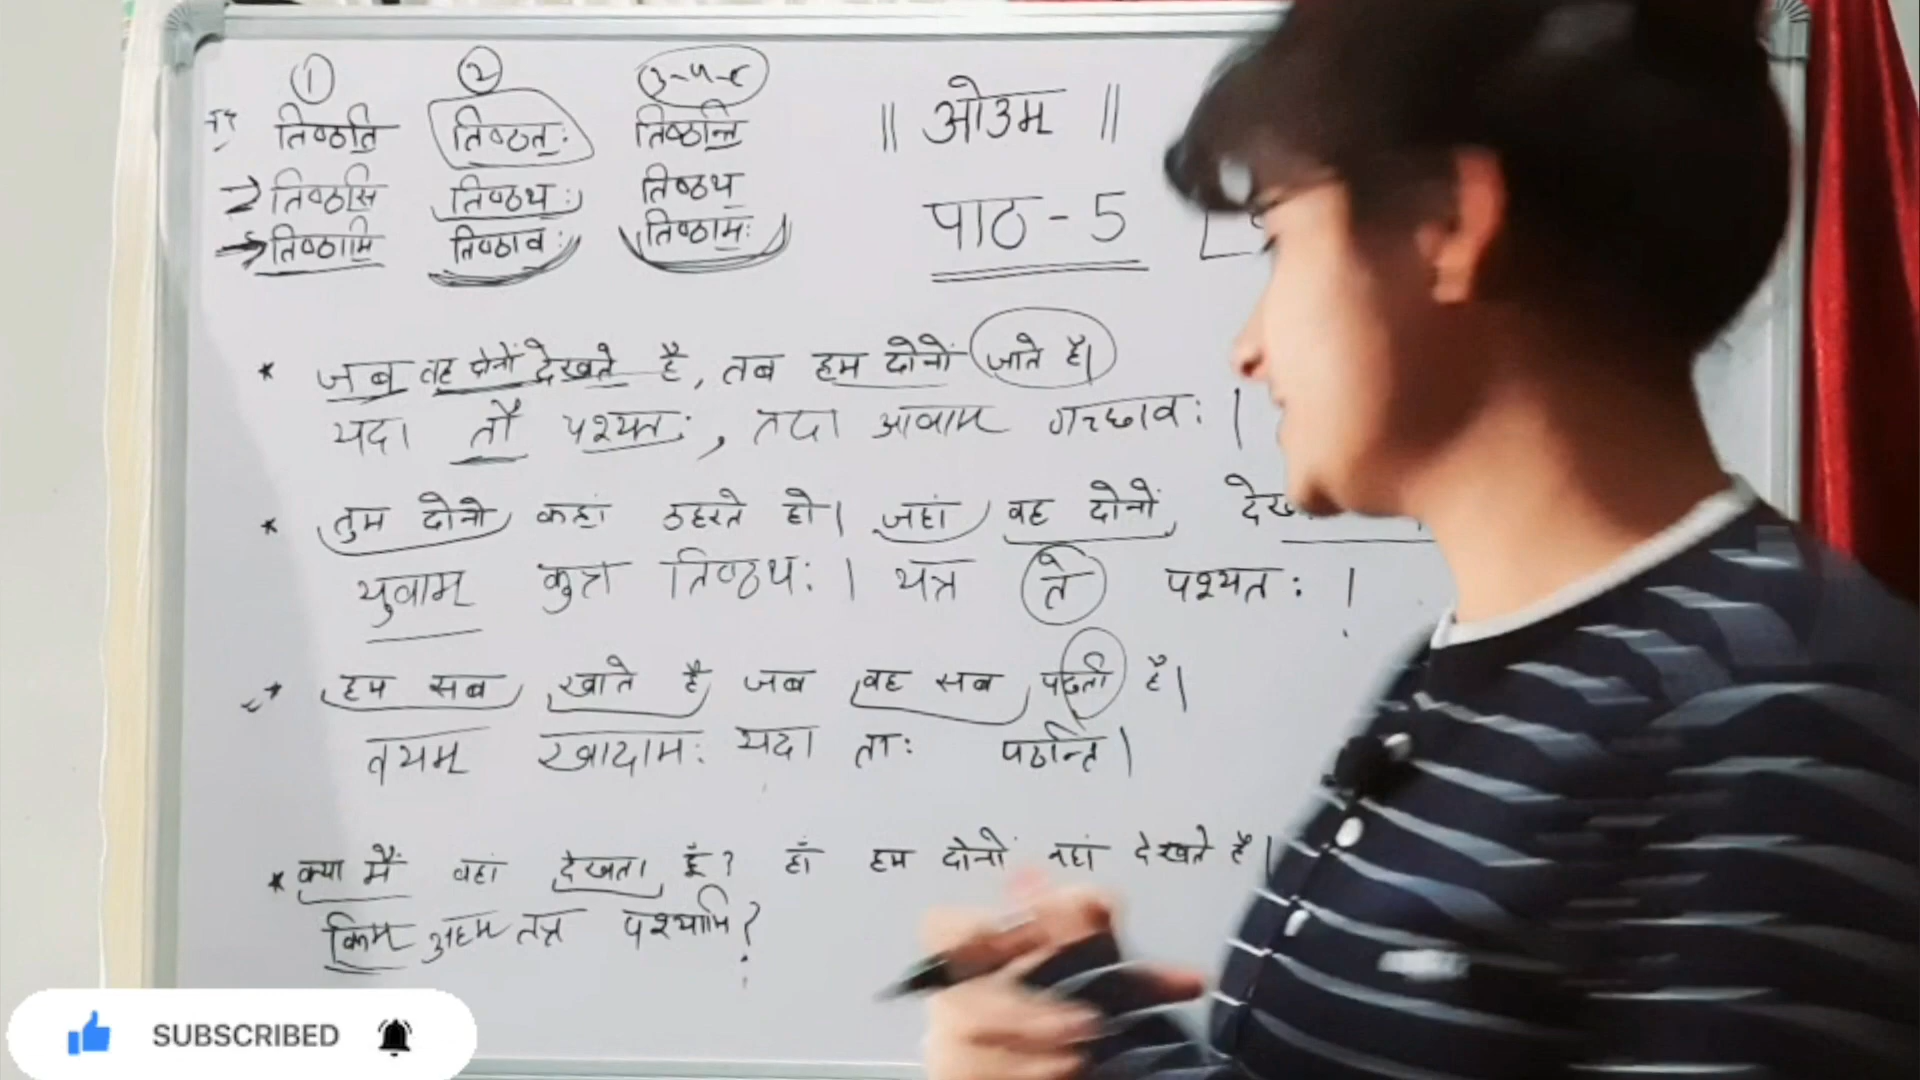 ① ② ③-५-८
तिष्ठति तिष्ठतः तिष्ठन्ति
तिष्ठसि तिष्ठथः तिष्ठथ
तिष्ठामि तिष्ठावः तिष्ठामः
|| ओउम ||
पाठ - 5
* जब वह दोनों देखते है, तब हम दोनों जाते है।
यदा तौ पश्यतः, तदा आवाम गच्छावः।
* तुम दोनो कहां ठहरते हो। जहां वह दोनों
युवाम् कुत्र तिष्ठथः। यत्र ते पश्यतः।
* हम सब खाते है जब वह सब पढ़ती है।
वयम् खादामः यदा ताः पठन्ति।
* क्या मैं वहां देखता हूँ? हाँ हम दोनों वहां देखते है।
किम् अहम तत्र पश्यामि?
SUBSCRIBED